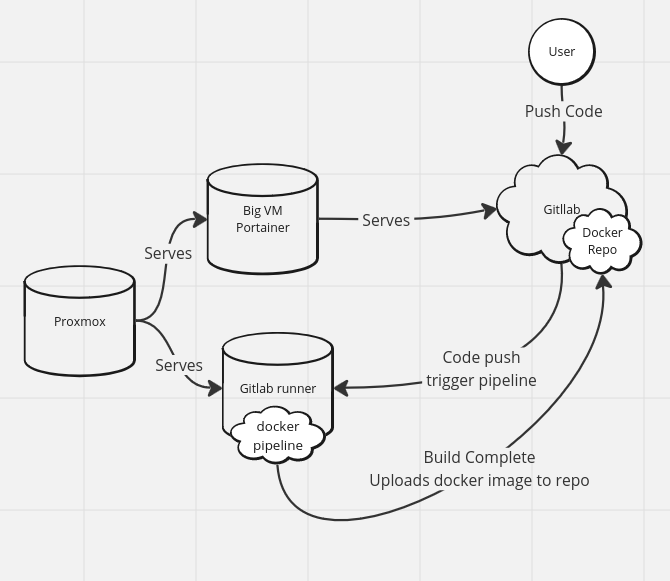 User
Push Code
Gitllab
Docker
Repo
Big VM
Portainer
Serves
Serves
Proxmox
Serves
Gitlab runner
docker
pipeline
Code push
trigger pipeline
Build Complete
Uploads docker image to repo